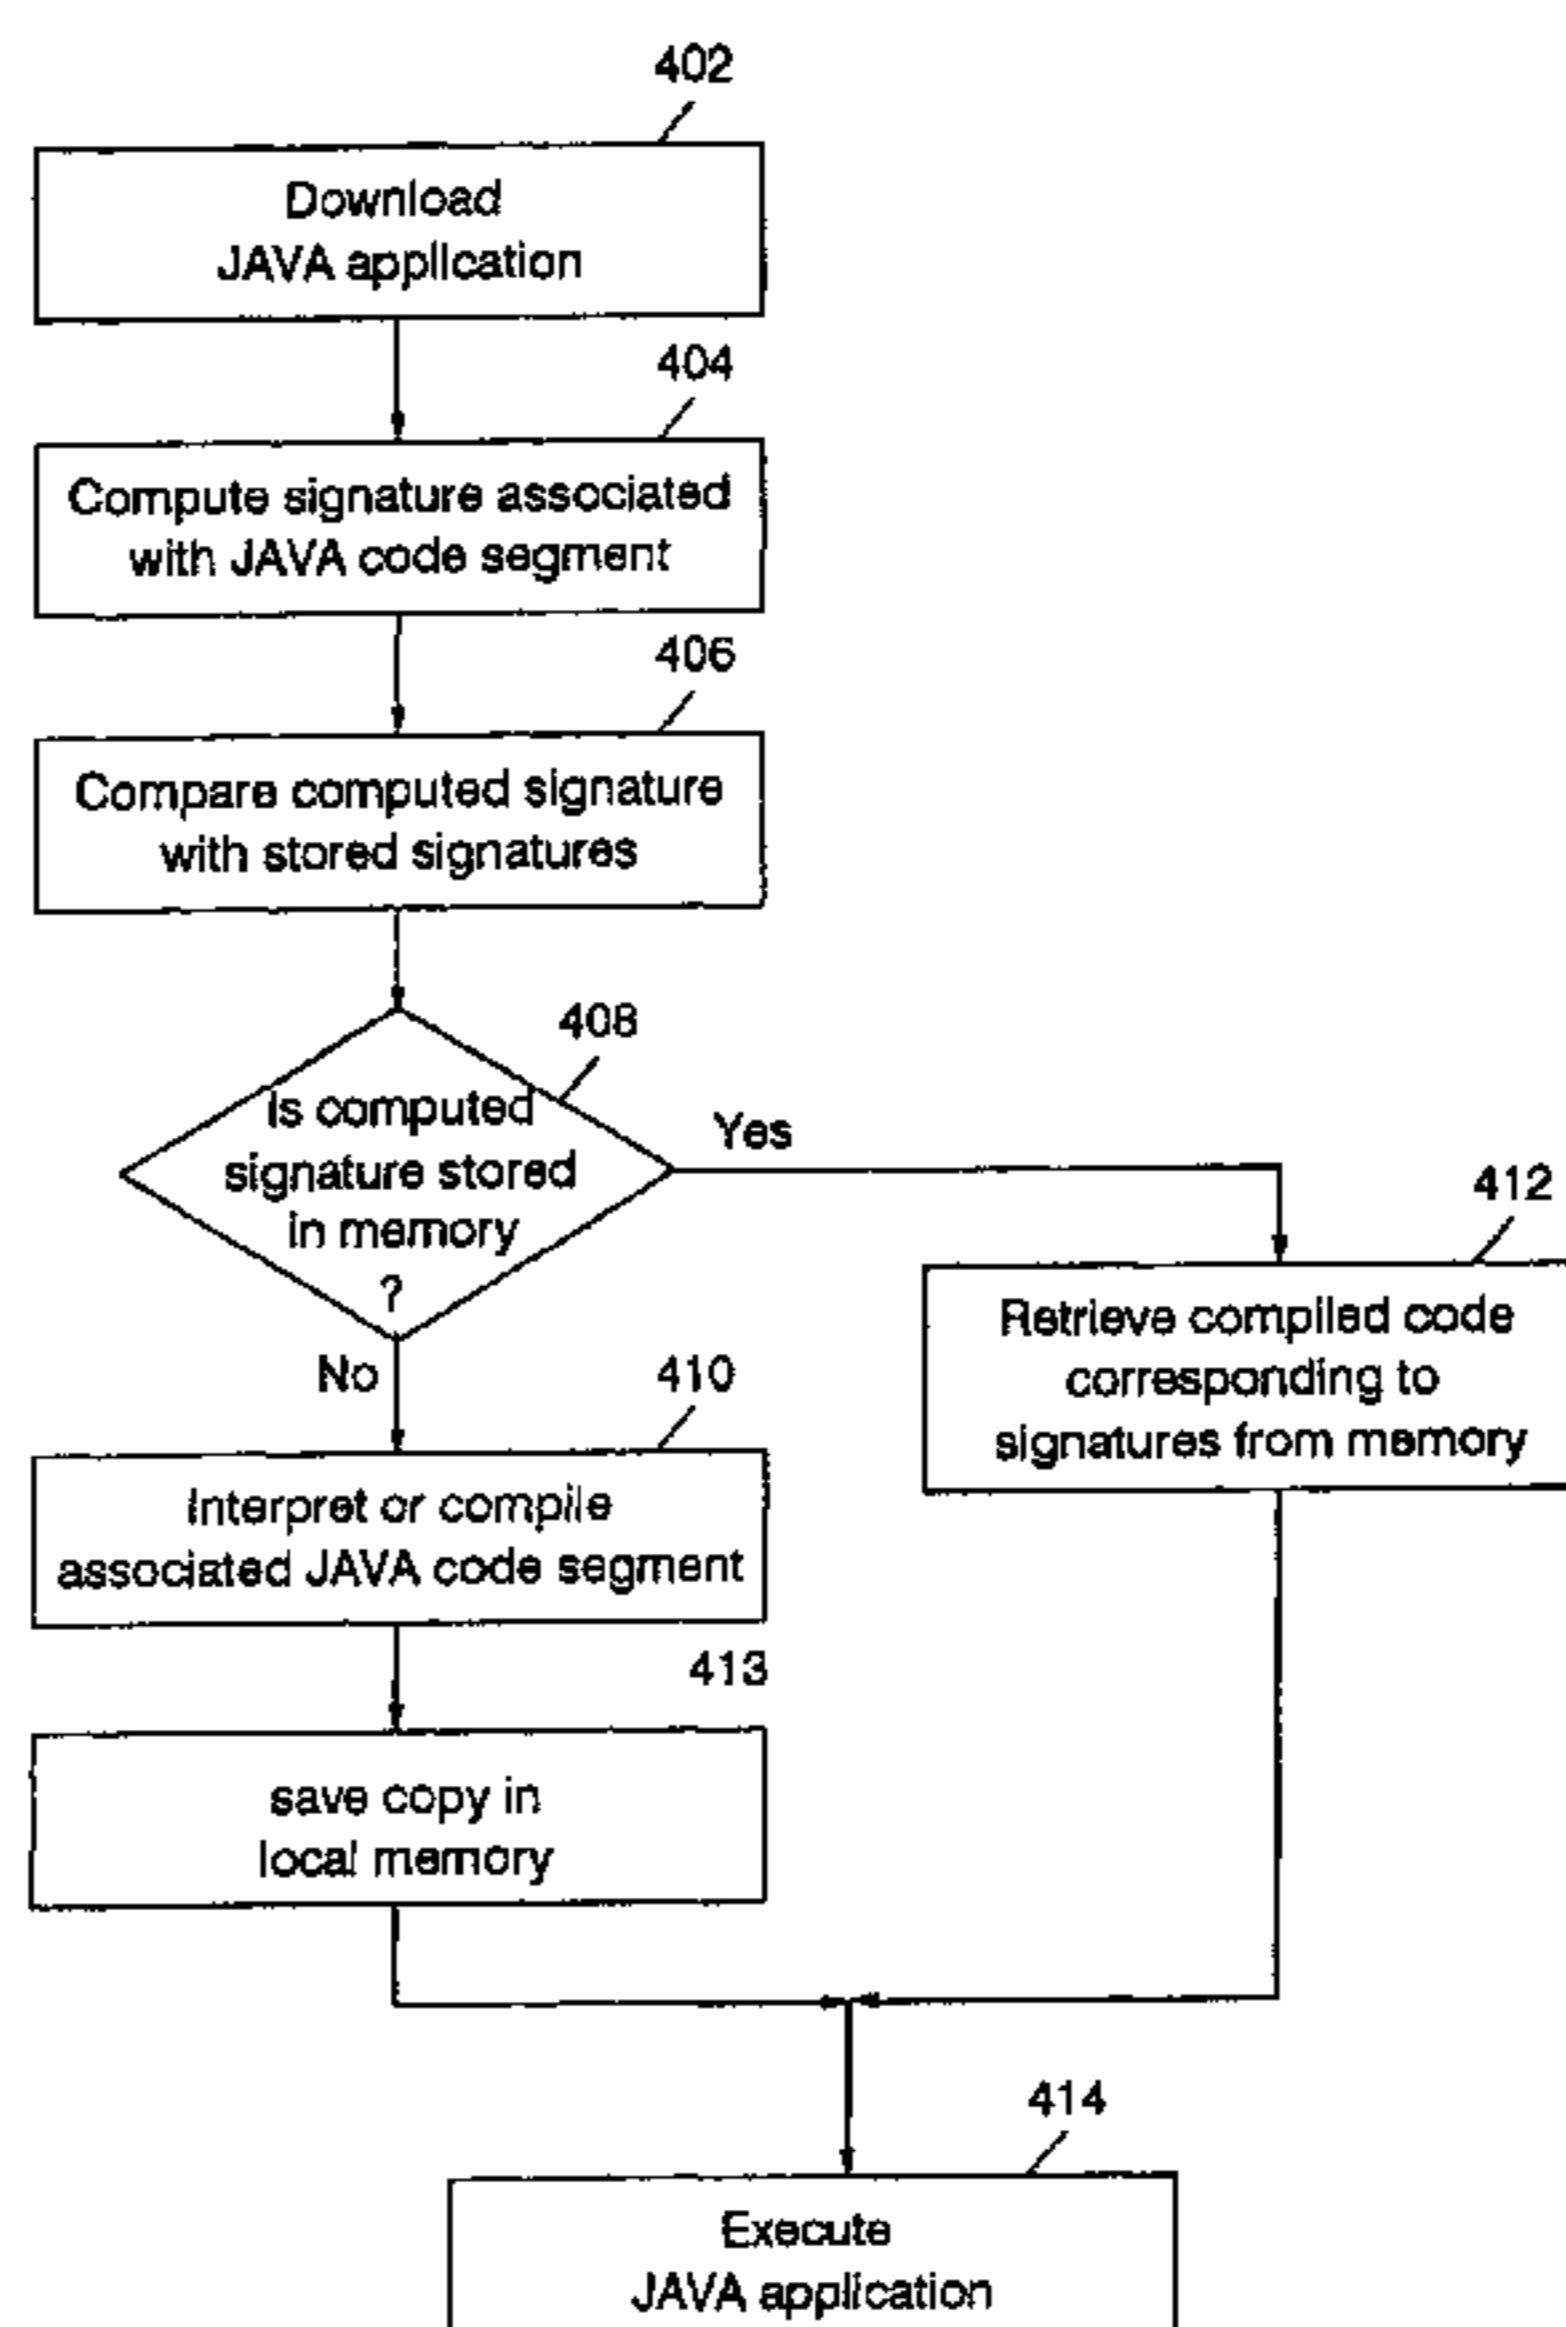 402
Download
JAVA application
404
Compute signature associated
with JAVA code segment
406
Compare computed signature
with stored signatures
408
Is computed
signature stored
in memory
?
Yes
412
Retrieve compiled code
corresponding to
signatures from memory
No
410
Interpret or compile
associated JAVA code segment
413
save copy in
local memory
414
Execute
JAVA application